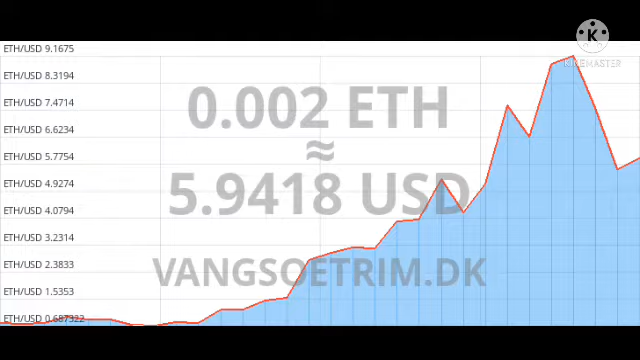 ETH/USD 9.1675
K
KINEMASTER
ETH/USD 8.3194
ETH/USD 7.4714
0.002 ETH
ETH/USD 6.6234
≈
ETH/USD 5.7754
ETH/USD 4.9274
5.9418 USD
ETH/USD 4.0794
ETH/USD 3.2314
ETH/USD 2.3833
VANGSOETRIM.DK
ETH/USD 1.5353
ETH/USD 0.687322